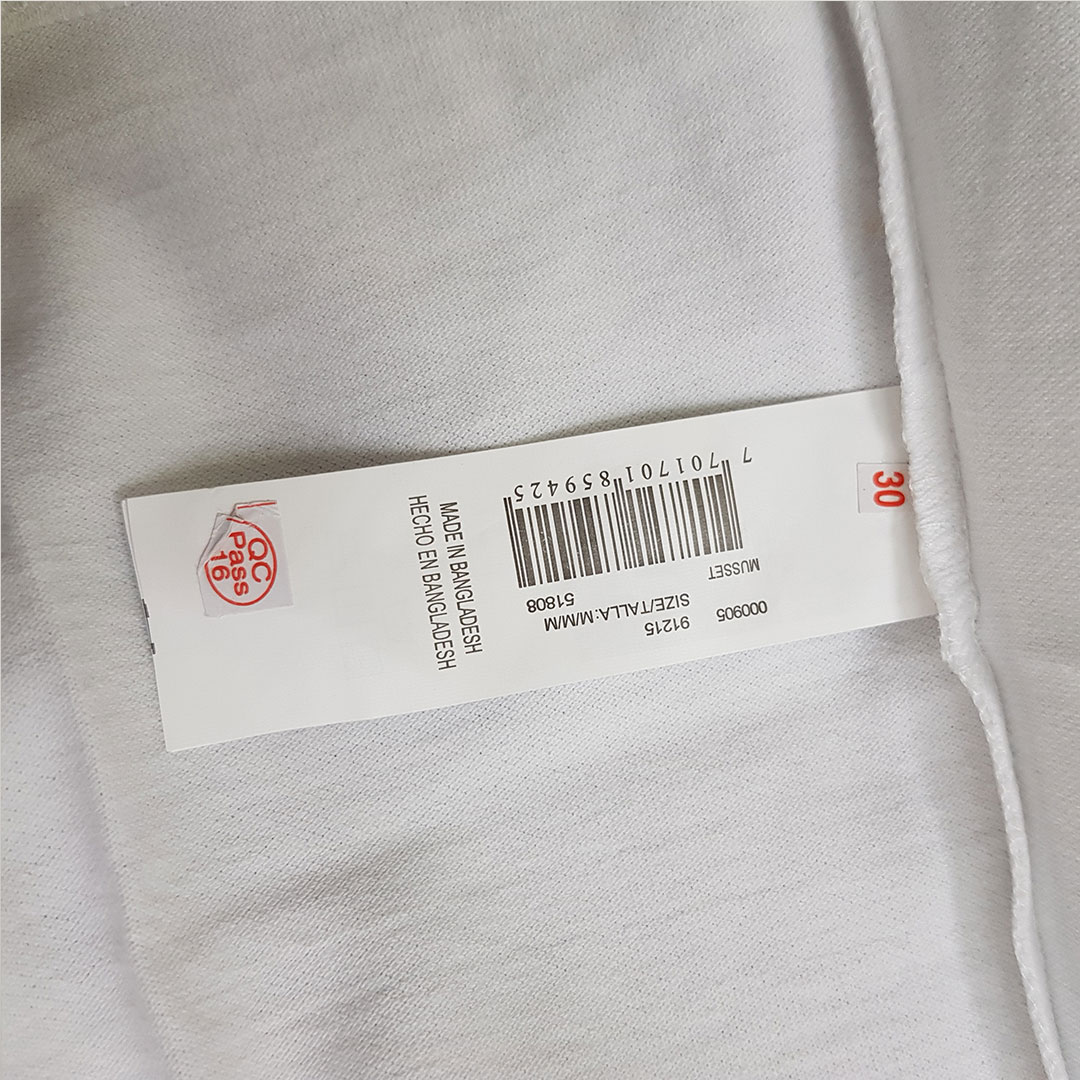 30
000905
MUSSET
91215
SIZE/TALLA:M/M/M
51808
7 701701 859425
MADE IN BANGLADESH
HECHO EN BANGLADESH
QC
Pass
16